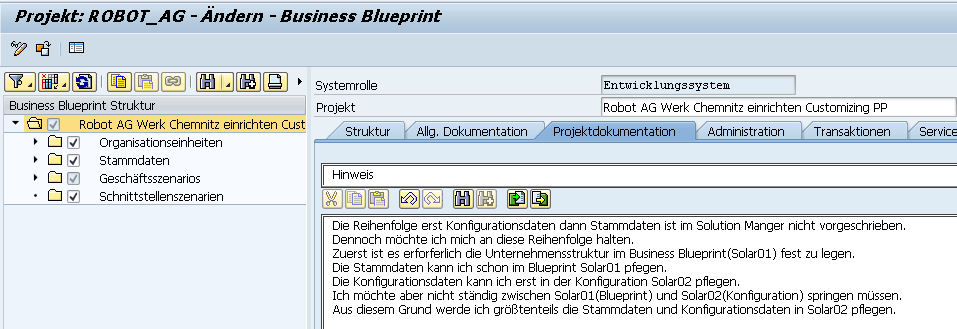 Projekt: ROBOT_AG - Ändern - Business Blueprint
Systemrolle
Entwicklungssystem
Projekt
Robot AG Werk Chemnitz einrichten Customizing PP
Business Blueprint Struktur
Robot AG Werk Chemnitz einrichten Cust
Organisationseinheiten
Stammdaten
Geschäftsszenarios
Schnittstellenszenarien
Struktur
Allg. Dokumentation
Projektdokumentation
Administration
Transaktionen
Service
Hinweis
Die Reihenfolge erst Konfigurationsdaten dann Stammdaten ist im Solution Manger nicht vorgeschrieben.
Dennoch möchte ich mich an diese Reihenfolge halten.
Zuerst ist es erforferlich die Unternehmensstruktur im Business Blueprint(Solar01) fest zu legen.
Die Stammdaten kann ich schon im Blueprint Solar01 pfegen.
Die Konfigurationsdaten kann ich erst in der Konfiguration Solar02 pflegen.
Ich möchte aber nicht ständig zwischen Solar01(Blueprint) und Solar02(Konfiguration) springen müssen.
Aus diesem Grund werde ich größtenteils die Stammdaten und Konfigurationsdaten in Solar02 pflegen.